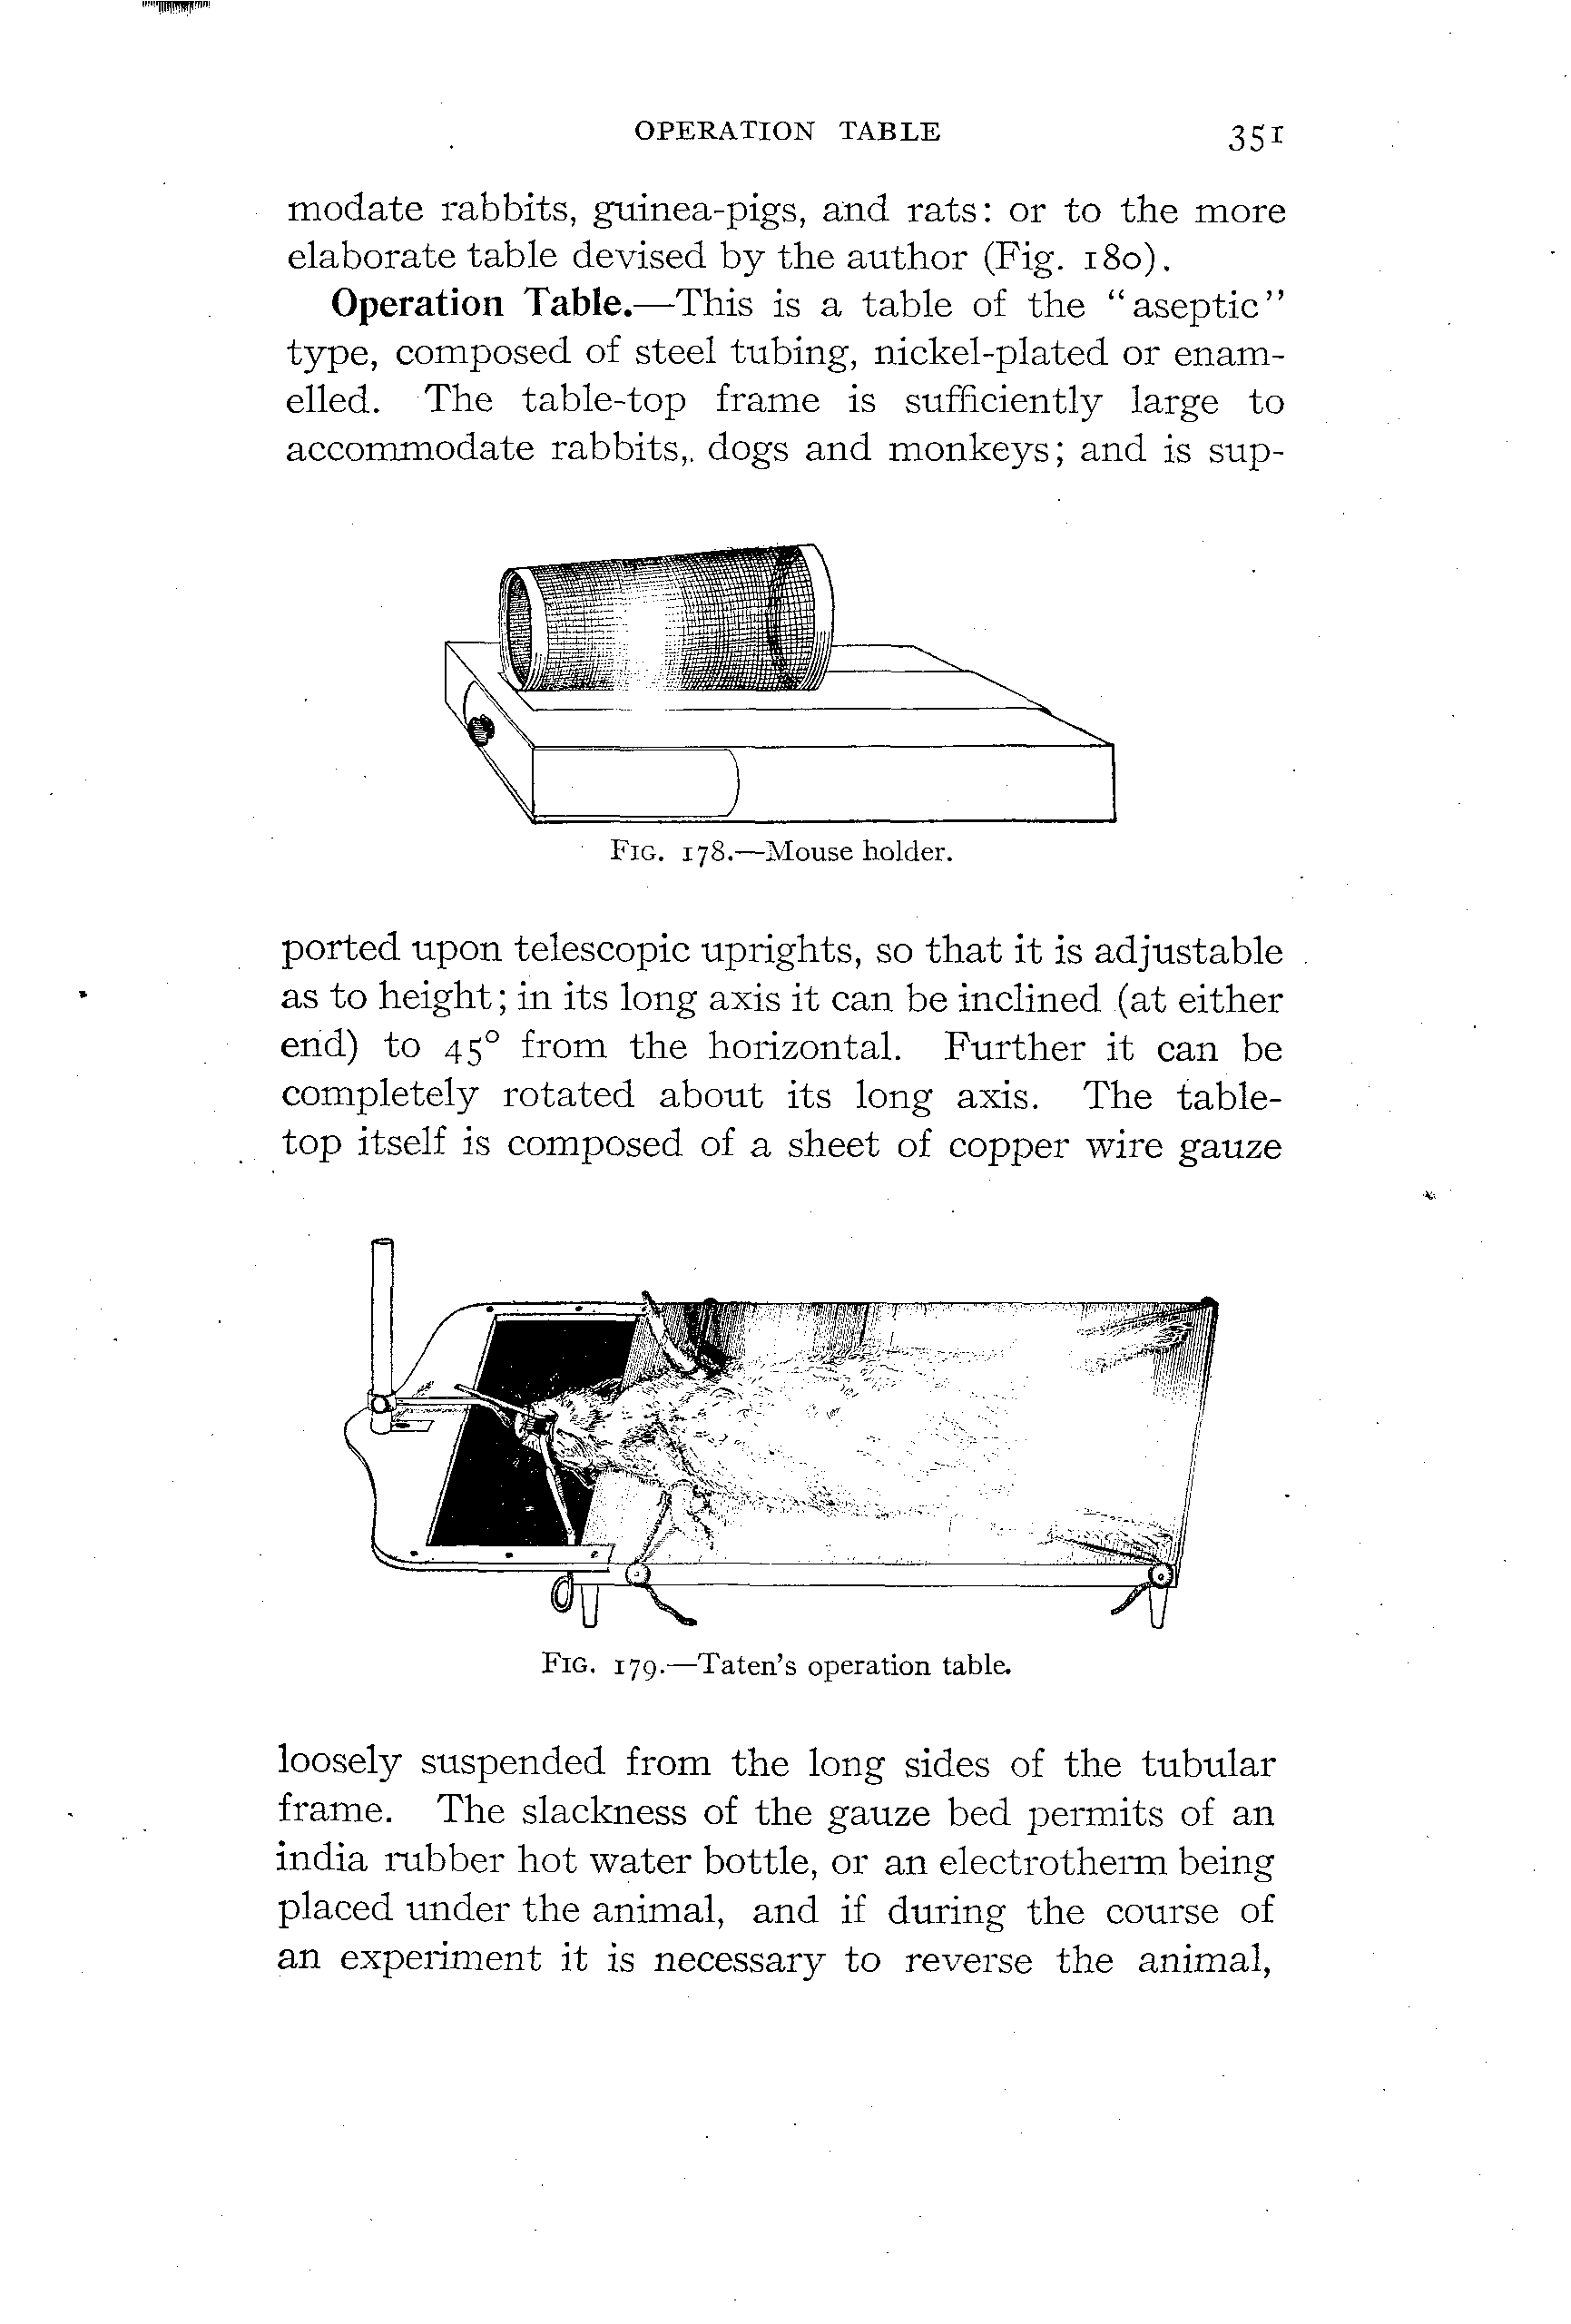 OPERATION TABLE 351
modate rabbits, guinea-pigs, and rats: or to the more
elaborate table devised by the author (Fig. 180).
Operation Table.—This is a table of the "aseptic"
type, composed of steel tubing, nickel-plated or enam-
elled. The table-top frame is sufficiently large to
accommodate rabbits,. dogs and monkeys; and is sup-
FIG. 178.—Mouse holder.
ported upon telescopic uprights, so that it is adjustable
as to height; in its long axis it can be inclined (at either
end) to 45° from the horizontal. Further it can be
completely rotated about its long axis. The table-
top itself is composed of a sheet of copper wire gauze
FIG. 179.—Taten's operation table.
loosely suspended from the long sides of the tubular
frame. The slackness of the gauze bed permits of an
india rubber hot water bottle, or an electrotherm being
placed under the animal, and if during the course of
an experiment it is necessary to reverse the animal,